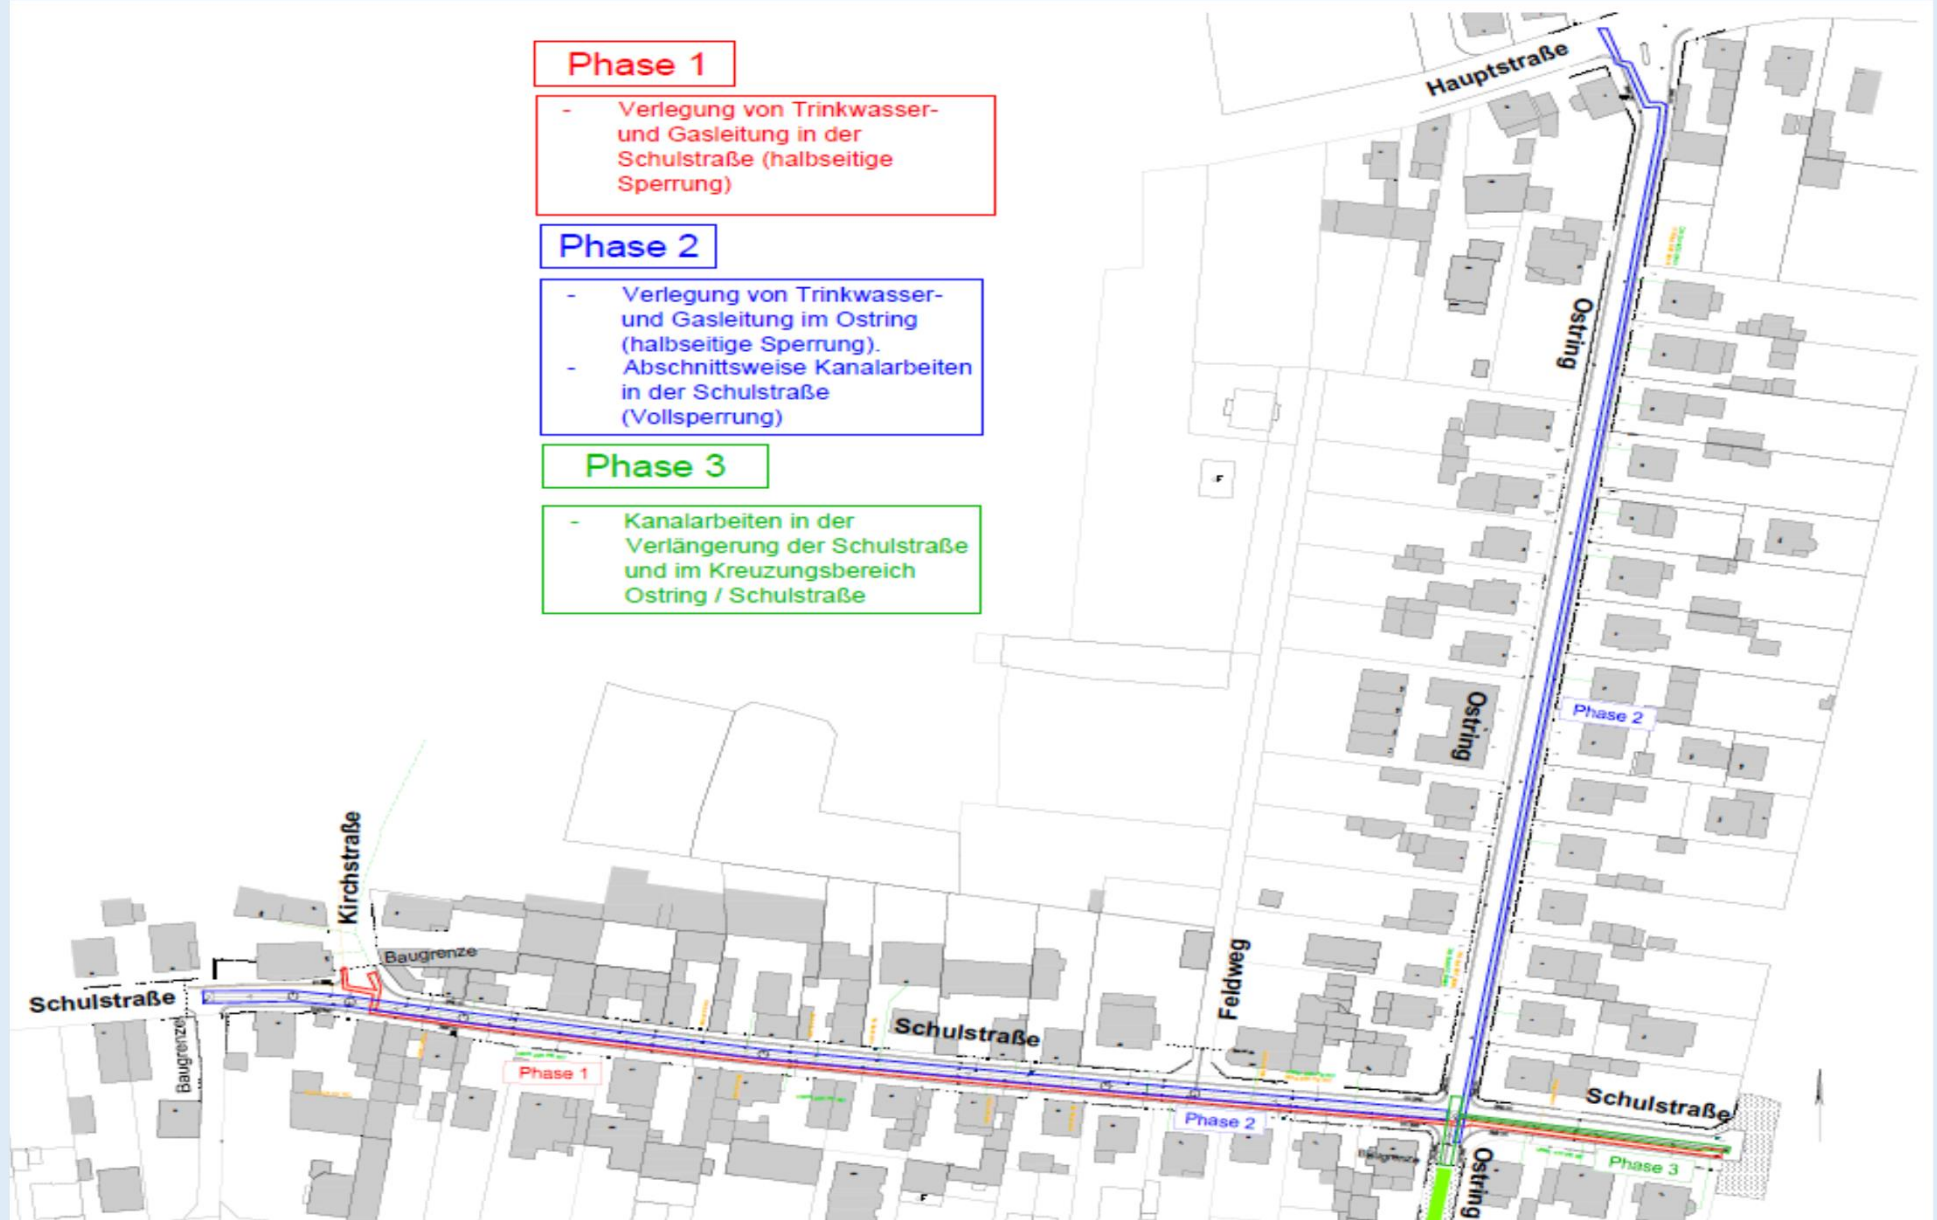 Phase 1
- Verlegung von Trinkwasser-
und Gasleitung in der
Schulstraße (halbseitige
Sperrung)
Phase 2
- Verlegung von Trinkwasser-
und Gasleitung im Ostring
(halbseitige Sperrung).
- Abschnittsweise Kanalarbeiten
in der Schulstraße
(Vollsperrung)
Phase 3
- Kanalarbeiten in der
Verlängerung der Schulstraße
und im Kreuzungsbereich
Ostring / Schulstraße
Hauptstraße
Ostring
F
Ostring
Phase 2
Kirchstraße
Baugrenze
Schulstraße
Baugrenze
Phase 1
Schulstraße
Feldweg
Phase 2
Schulstraße
Baugrenze
Phase 3
Ostring
F